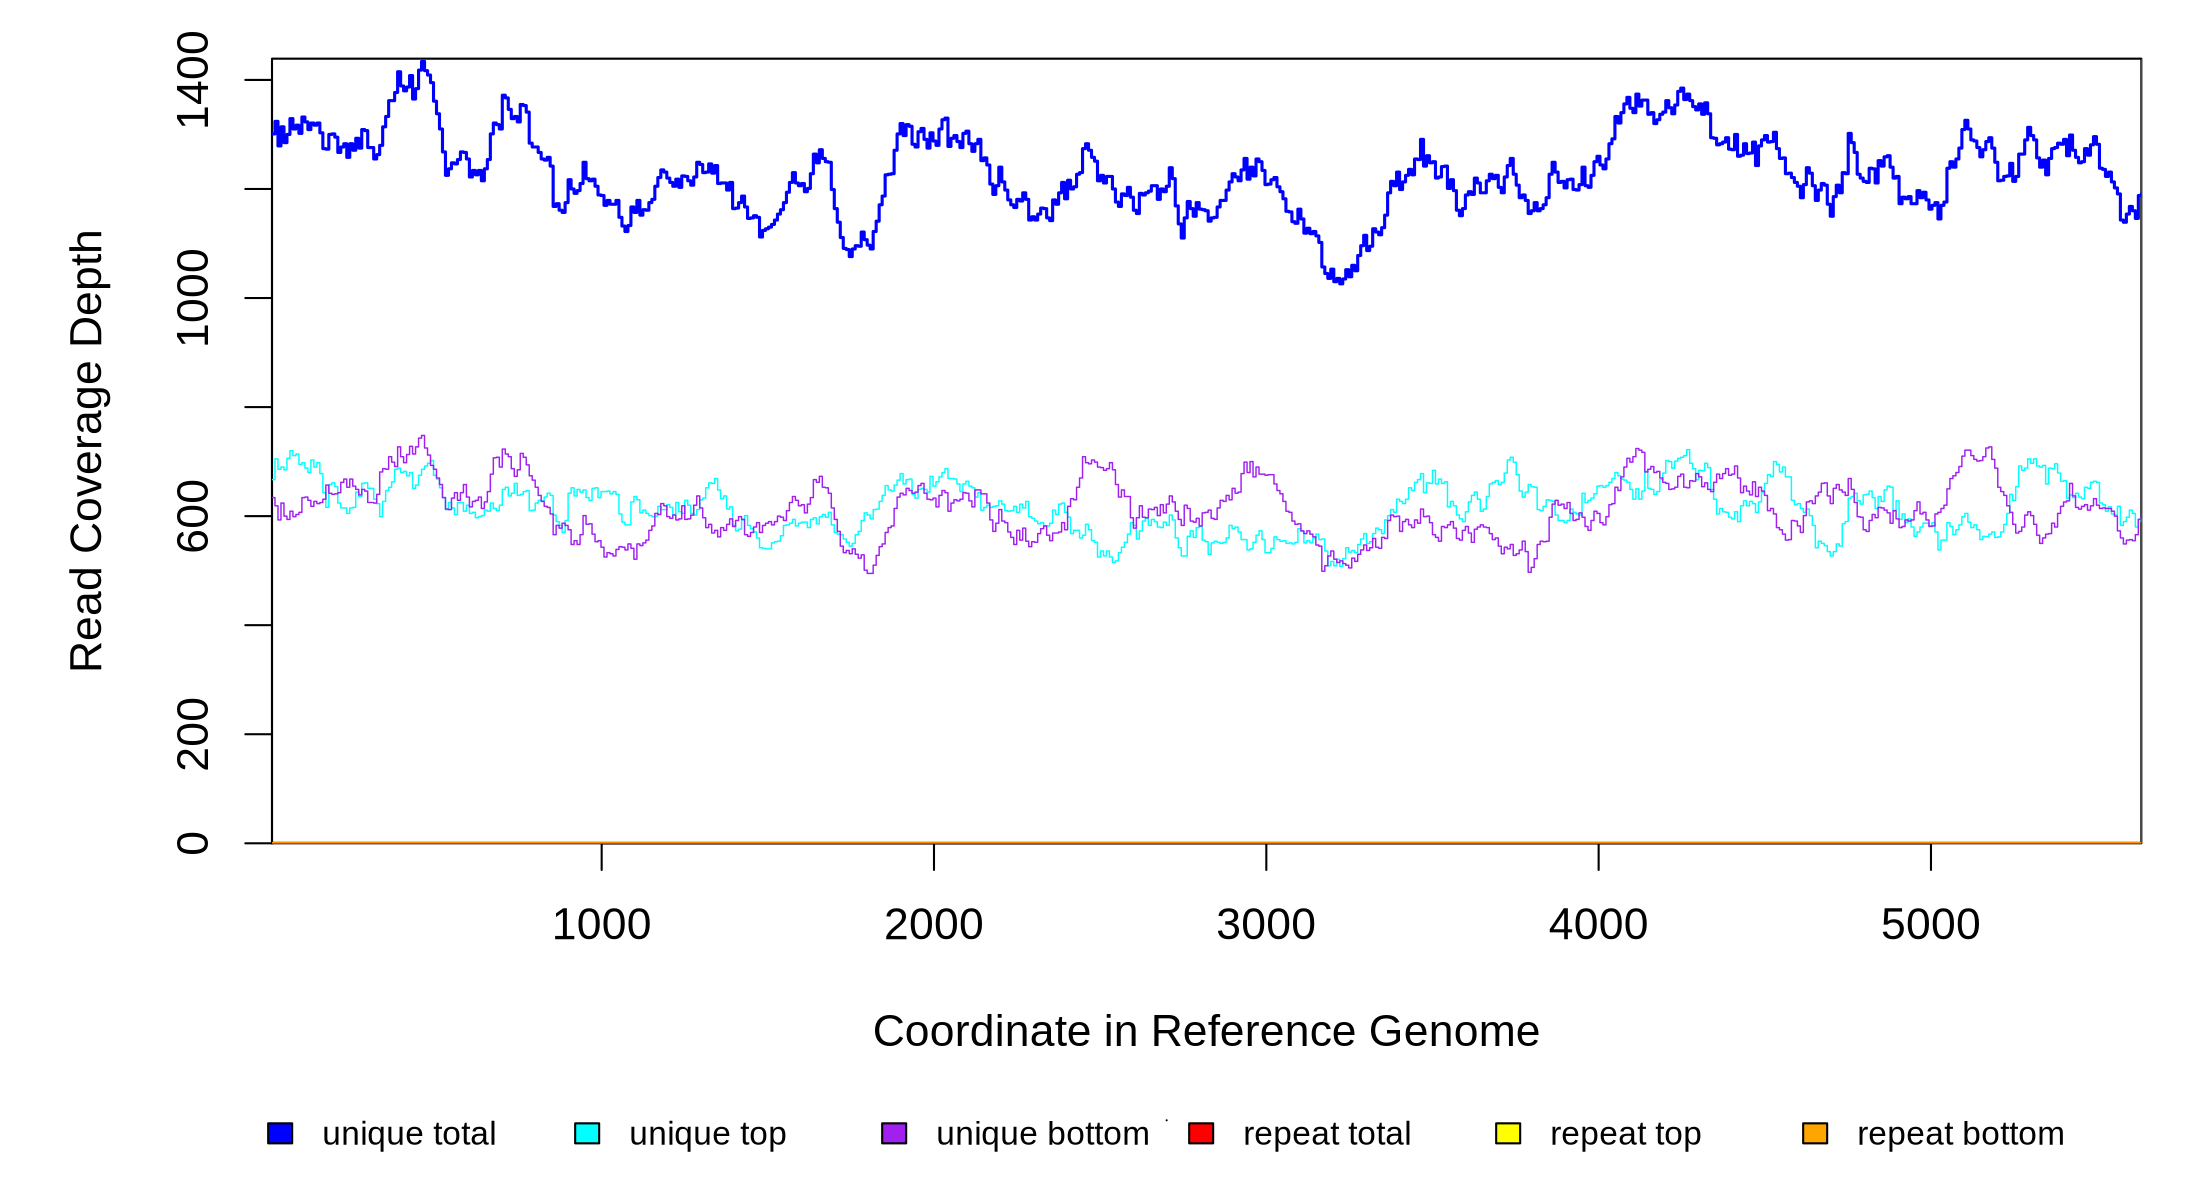 Read Coverage Depth
1400
1000
600
200
0
1000 2000 3000 4000 5000
Coordinate in Reference Genome
unique total unique top unique bottom repeat total repeat top repeat bottom